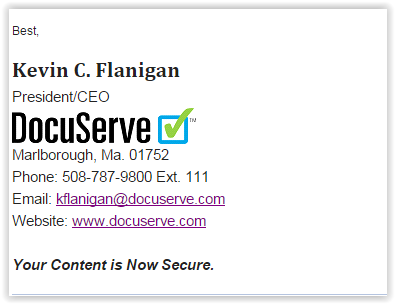 Best,
Kevin C. Flanigan
President/CEO
DocuServe™
Marlborough, Ma. 01752
Phone: 508-787-9800 Ext. 111
Email: kflanigan@docuserve.com
Website: www.docuserve.com
Your Content is Now Secure.